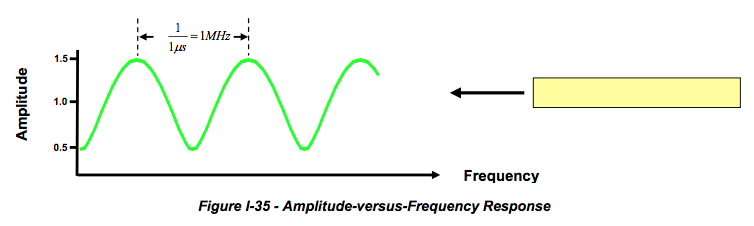 1/1μs = 1MHz
Amplitude
1.5
1.0
0.5
Frequency
Figure I-35 - Amplitude-versus-Frequency Response